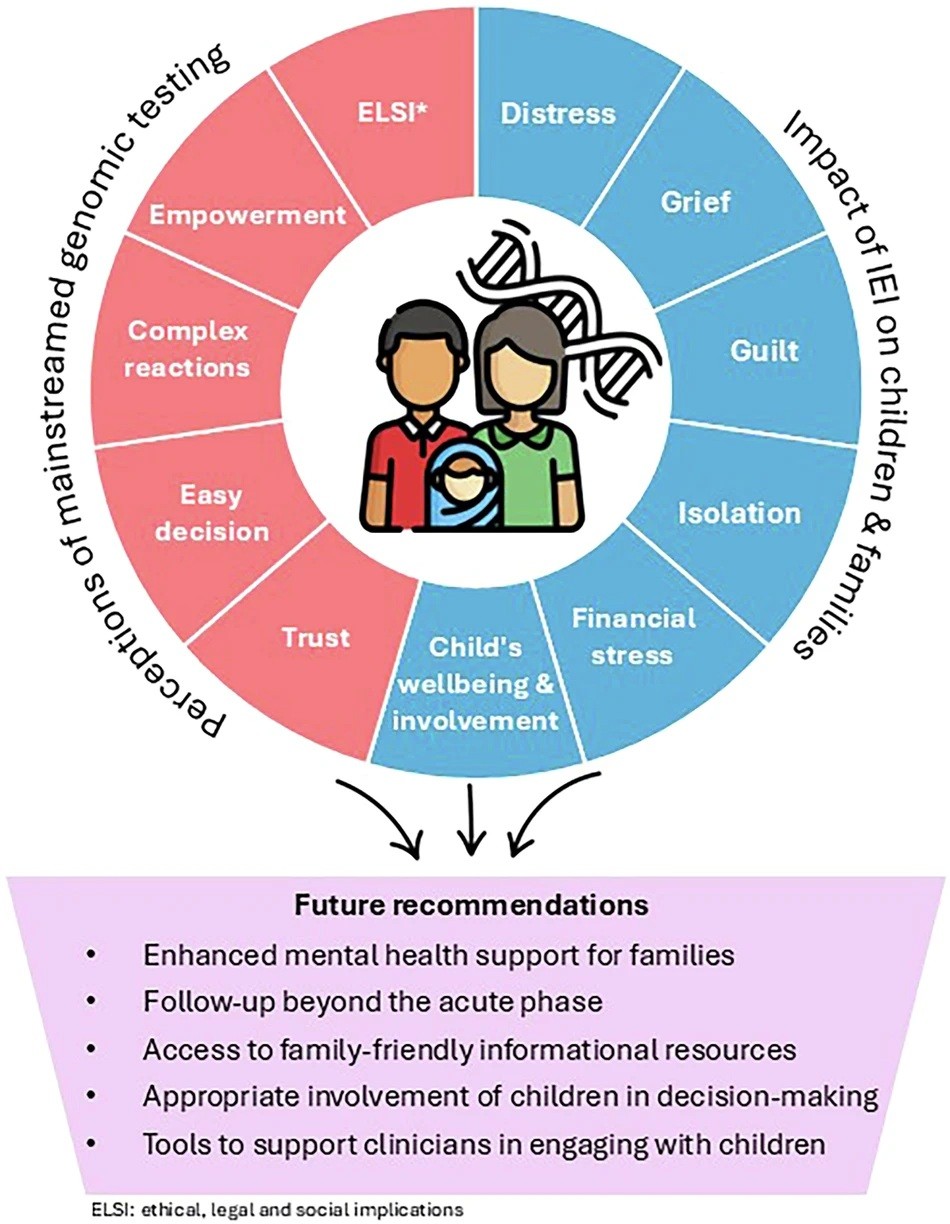 Perceptions of mainstreamed genomic testing
Impact of IEI on children & families
ELSI*
Distress
Grief
Guilt
Isolation
Financial
stress
Child's
wellbeing &
involvement
Trust
Easy
decision
Complex
reactions
Empowerment
Future recommendations
• Enhanced mental health support for families
• Follow-up beyond the acute phase
• Access to family-friendly informational resources
• Appropriate involvement of children in decision-making
• Tools to support clinicians in engaging with children
ELSI: ethical, legal and social implications